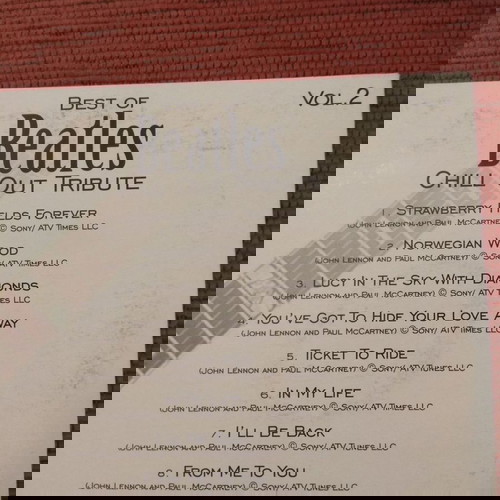 BEST OF VOL.2
Beatles
CHILL OUT TRIBUTE
1. STRAWBERRY FIELDS FOREVER
(JOHN LENNON AND PAUL MCCARTNEY) © SONY/ ATV TIMES LLC
2. NORWEGIAN WOOD
(JOHN LENNON AND PAUL MCCARTNEY) © SONY/ ATV TUNES LLC
3. LUCY IN THE SKY WITH DIAMONDS
(JOHN LENNON AND PAUL MCCARTNEY) © SONY/ ATV TIMES LLC
4. YOU'VE GOT TO HIDE YOUR LOVE AWAY
(JOHN LENNON AND PAUL MCCARTNEY) © SONY/ ATV TIMES LLC
5. TICKET TO RIDE
(JOHN LENNON AND PAUL MCCARTNEY) © SONY/ ATV TUNES LLC
6. IN MY LIFE
(JOHN LENNON AND PAUL MCCARTNEY) © SONY/ ATV TUNES LLC
7. I'LL BE BACK
(JOHN LENNON AND PAUL MCCARTNEY) © SONY/ ATV TUNES LLC
8. FROM ME TO YOU
(JOHN LENNON AND PAUL MCCARTNEY) © SONY/ ATV TUNES LLC